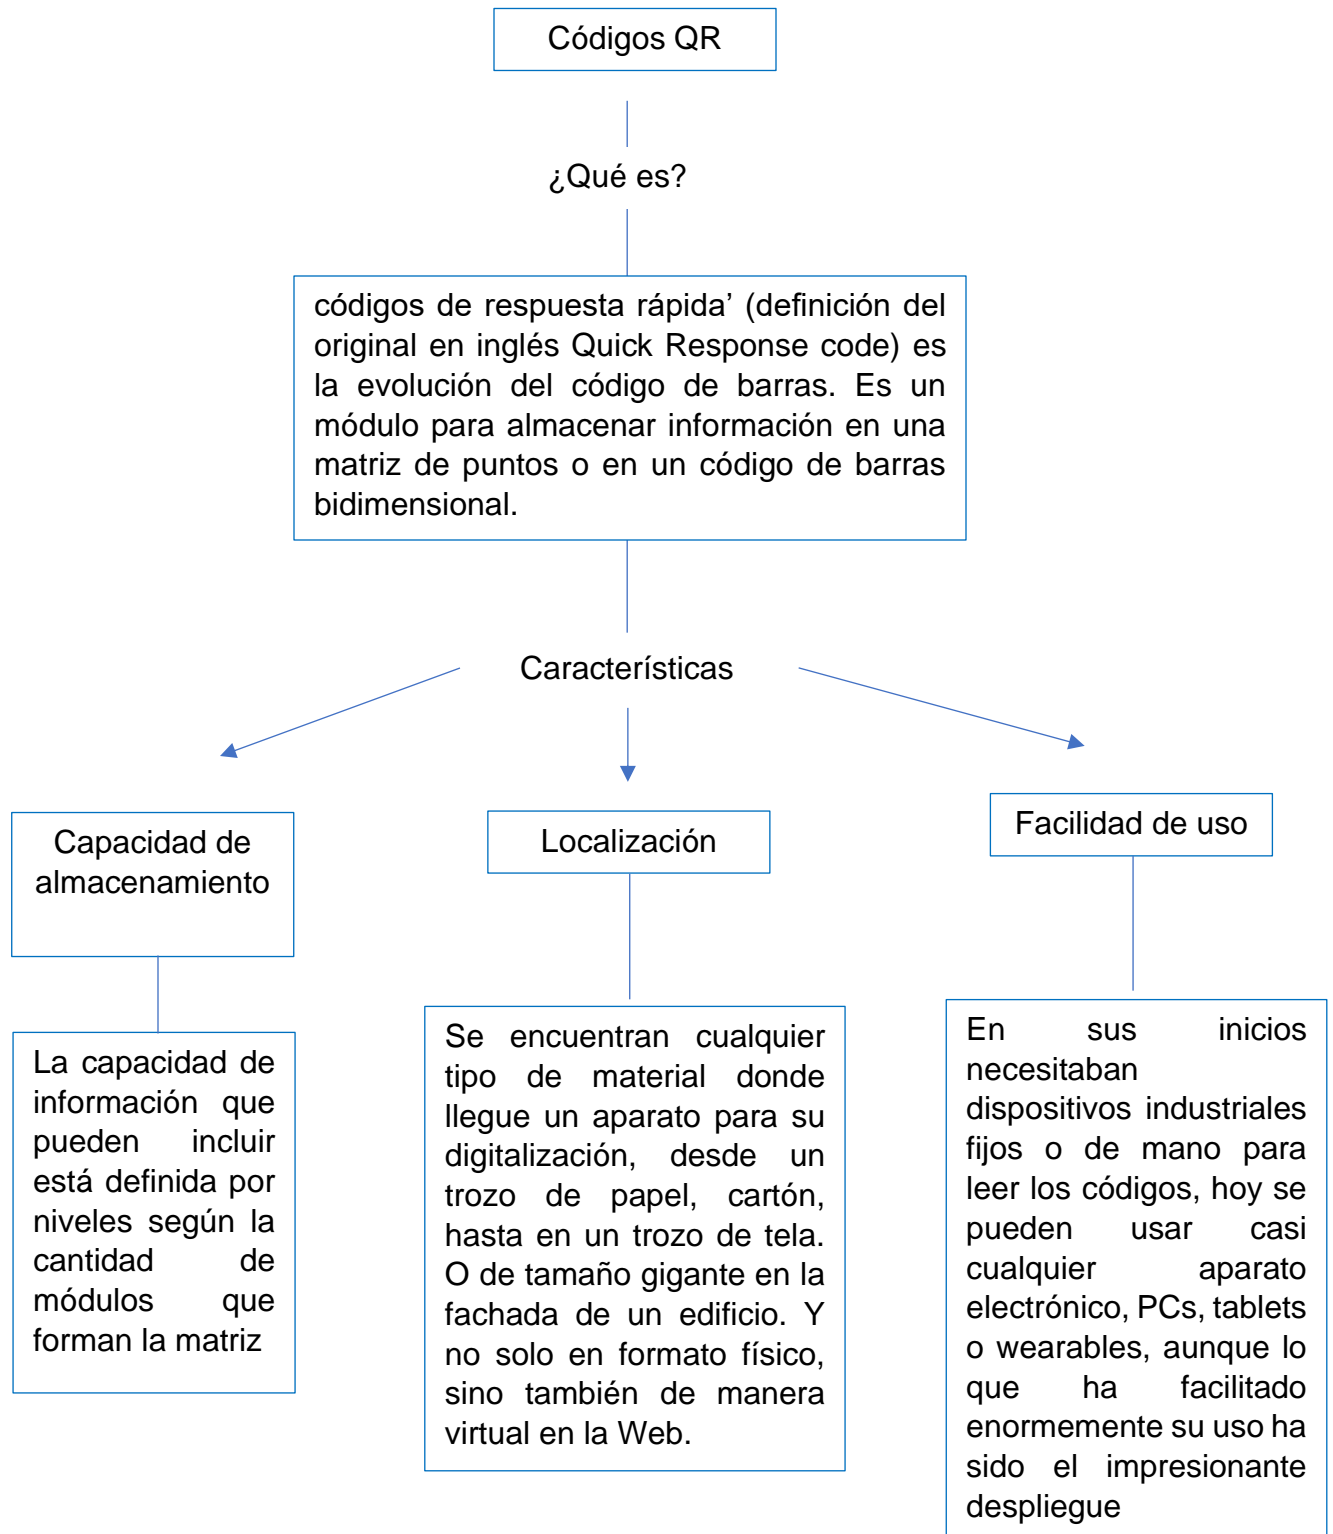 Códigos QR
¿Qué es?
códigos de respuesta rápida’ (definición del
original en inglés Quick Response code) es
la evolución del código de barras. Es un
módulo para almacenar información en una
matriz de puntos o en un código de barras
bidimensional.
Características
Capacidad de
almacenamiento
La capacidad de
información que
pueden incluir
está definida por
niveles según la
cantidad de
módulos que
forman la matriz
Localización
Se encuentran cualquier
tipo de material donde
llegue un aparato para su
digitalización, desde un
trozo de papel, cartón,
hasta en un trozo de tela.
O de tamaño gigante en la
fachada de un edificio. Y
no solo en formato físico,
sino también de manera
virtual en la Web.
Facilidad de uso
En sus inicios
necesitaban
dispositivos industriales
fijos o de mano para
leer los códigos, hoy se
pueden usar casi
cualquier aparato
electrónico, PCs, tablets
o wearables, aunque lo
que ha facilitado
enormemente su uso ha
sido el impresionante
despliegue